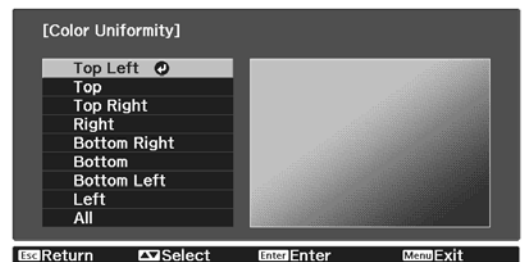 [Color Uniformity]
Top Left
Top
Top Right
Right
Bottom Right
Bottom
Bottom Left
Left
All
Esc Return Select Enter Enter Menu Exit